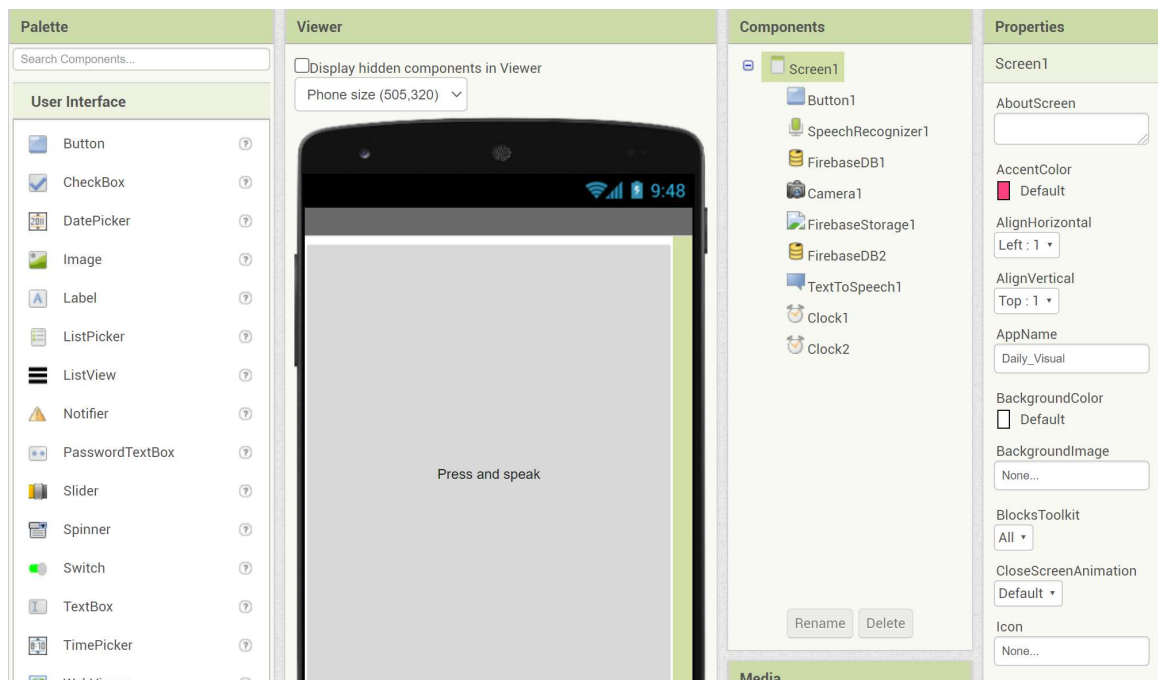 Palette
Search Components...
User Interface
Button
CheckBox
DatePicker
Image
Label
ListPicker
ListView
Notifier
PasswordTextBox
Slider
Spinner
Switch
TextBox
TimePicker
Viewer
Display hidden components in Viewer
Phone size (505,320)
9:48
Press and speak
Components
Screen1
Button1
SpeechRecognizer1
FirebaseDB1
Camera1
FirebaseStorage1
FirebaseDB2
TextToSpeech1
Clock1
Clock2
Rename Delete
Media
Properties
Screen1
AboutScreen
AccentColor
Default
AlignHorizontal
Left : 1
AlignVertical
Top : 1
AppName
Daily_Visual
BackgroundColor
Default
BackgroundImage
None...
BlocksToolkit
All
CloseScreenAnimation
Default
Icon
None...